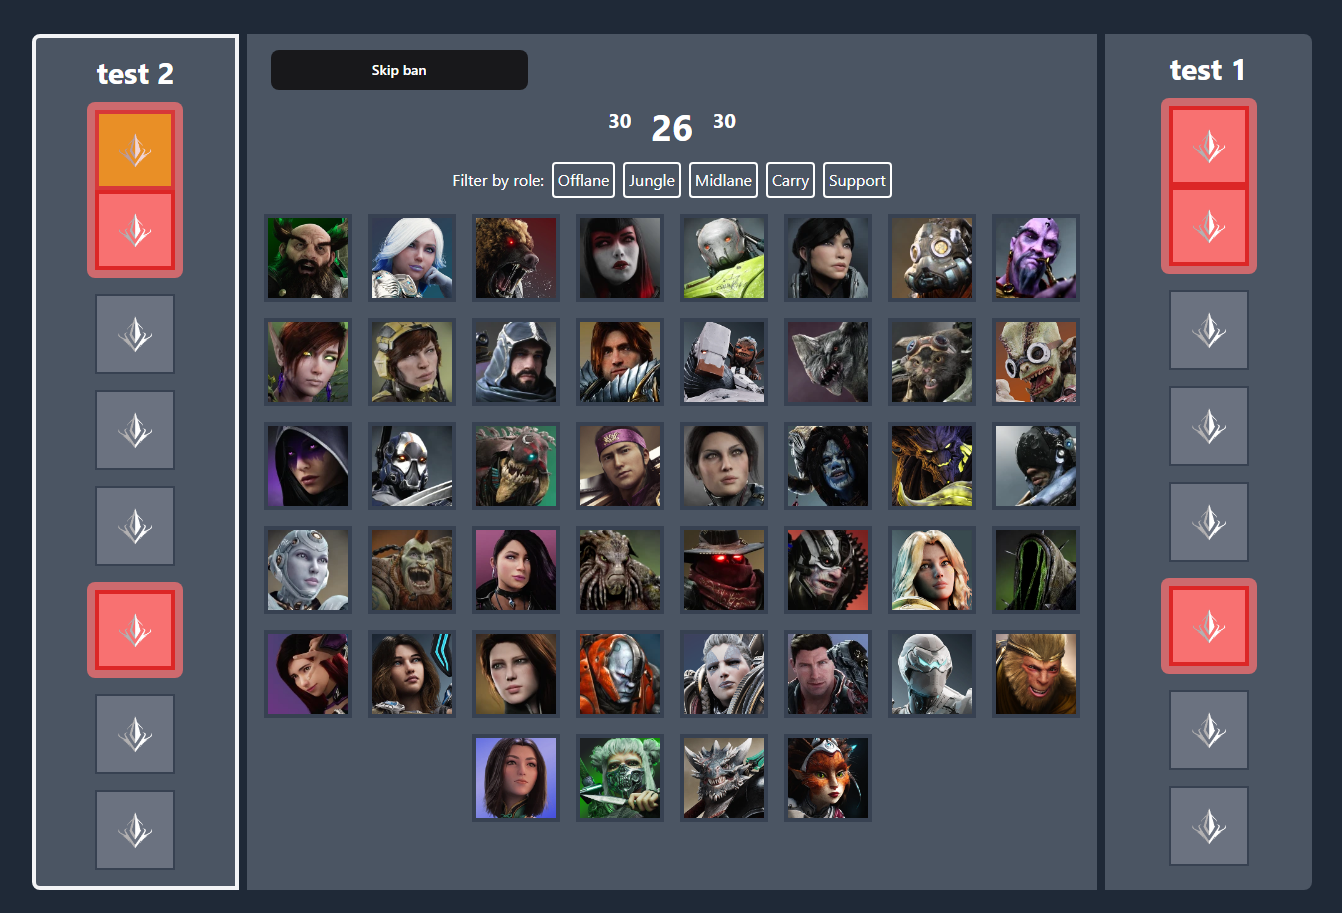 test 2
Skip ban
30 26 30
Filter by role: Offlane Jungle Midlane Carry Support
test 1